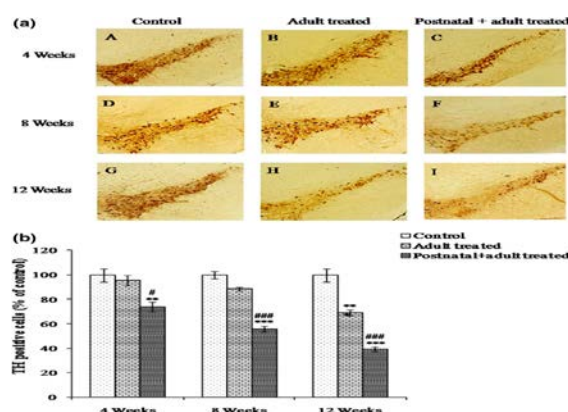 (a) Control Adult treated Postnatal + adult treated
4 Weeks A B C
8 Weeks D E F
12 Weeks G H I
(b)
Control
Adult treated
Postnatal+adult treated
TH positive cells (% of control)
120
100
80
60
40
20
0
#
**
###
***
**
###
***
4 Weeks 8 Weeks 12 Weeks